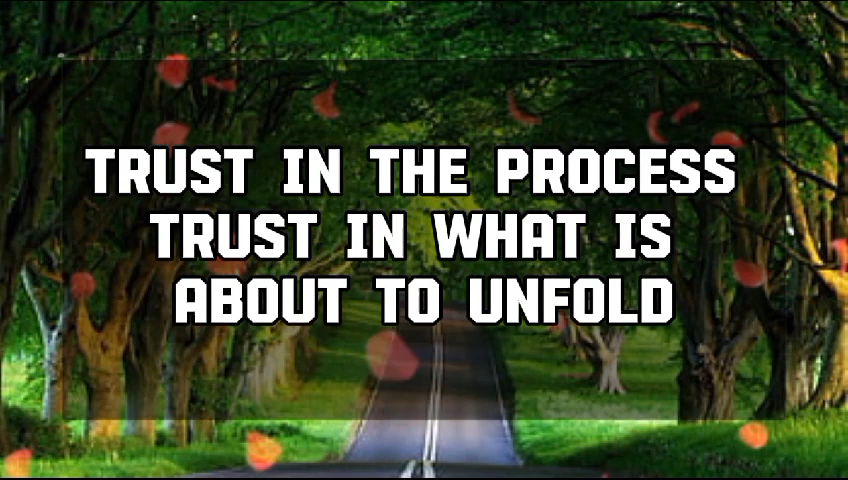 TRUST IN THE PROCESS
TRUST IN WHAT IS
ABOUT TO UNFOLD